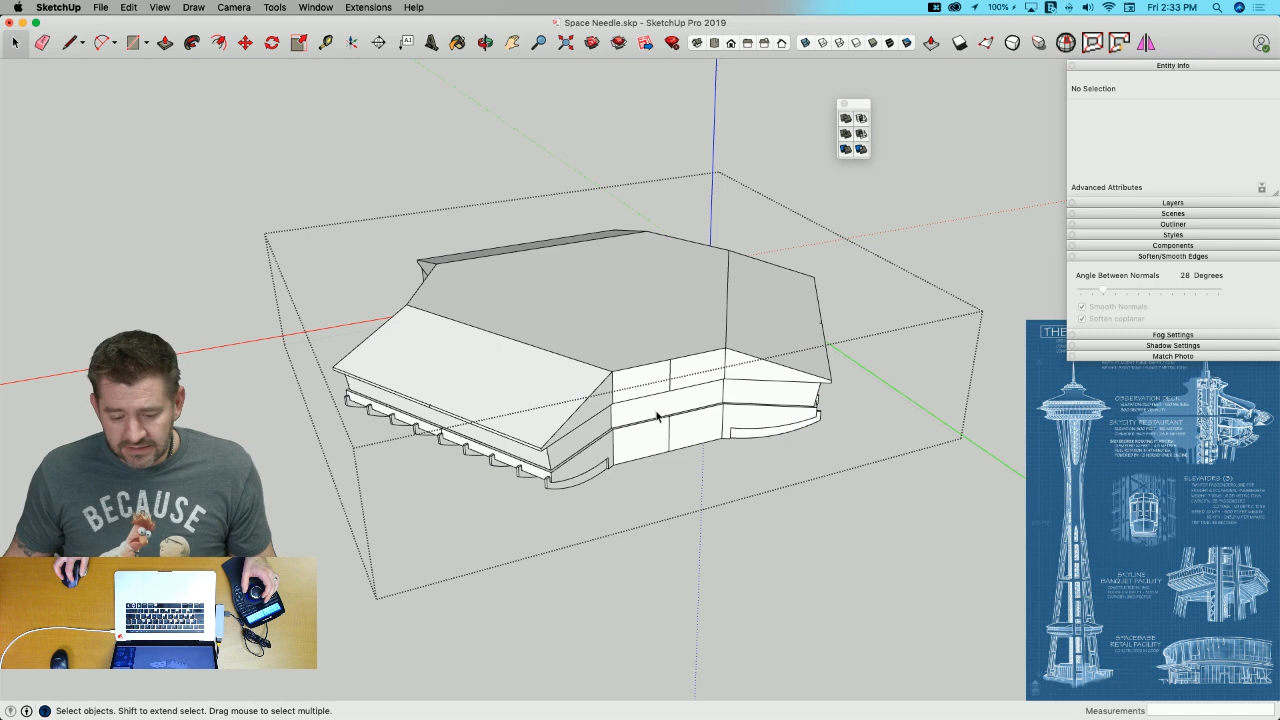 SketchUp File Edit View Draw Camera Tools Window Extensions Help 100% Fri 2:33 PM
Space Needle.skp - SketchUp Pro 2019
Entity Info
No Selection
Advanced Attributes
Layers
Scenes
Outliner
Styles
Components
Soften/Smooth Edges
Angle Between Normals 28 Degrees
Smooth Normals
Soften coplanar
Fog Settings
Shadow Settings
Match Photo
THE
OBSERVATION DECK
SKYCITY RESTAURANT
ELEVATORS (3)
SKYLINE
BANQUET FACILITY
SPACEBASE
RETAIL FACILITY
BECAUSE
Select objects. Shift to extend select. Drag mouse to select multiple.
Measurements